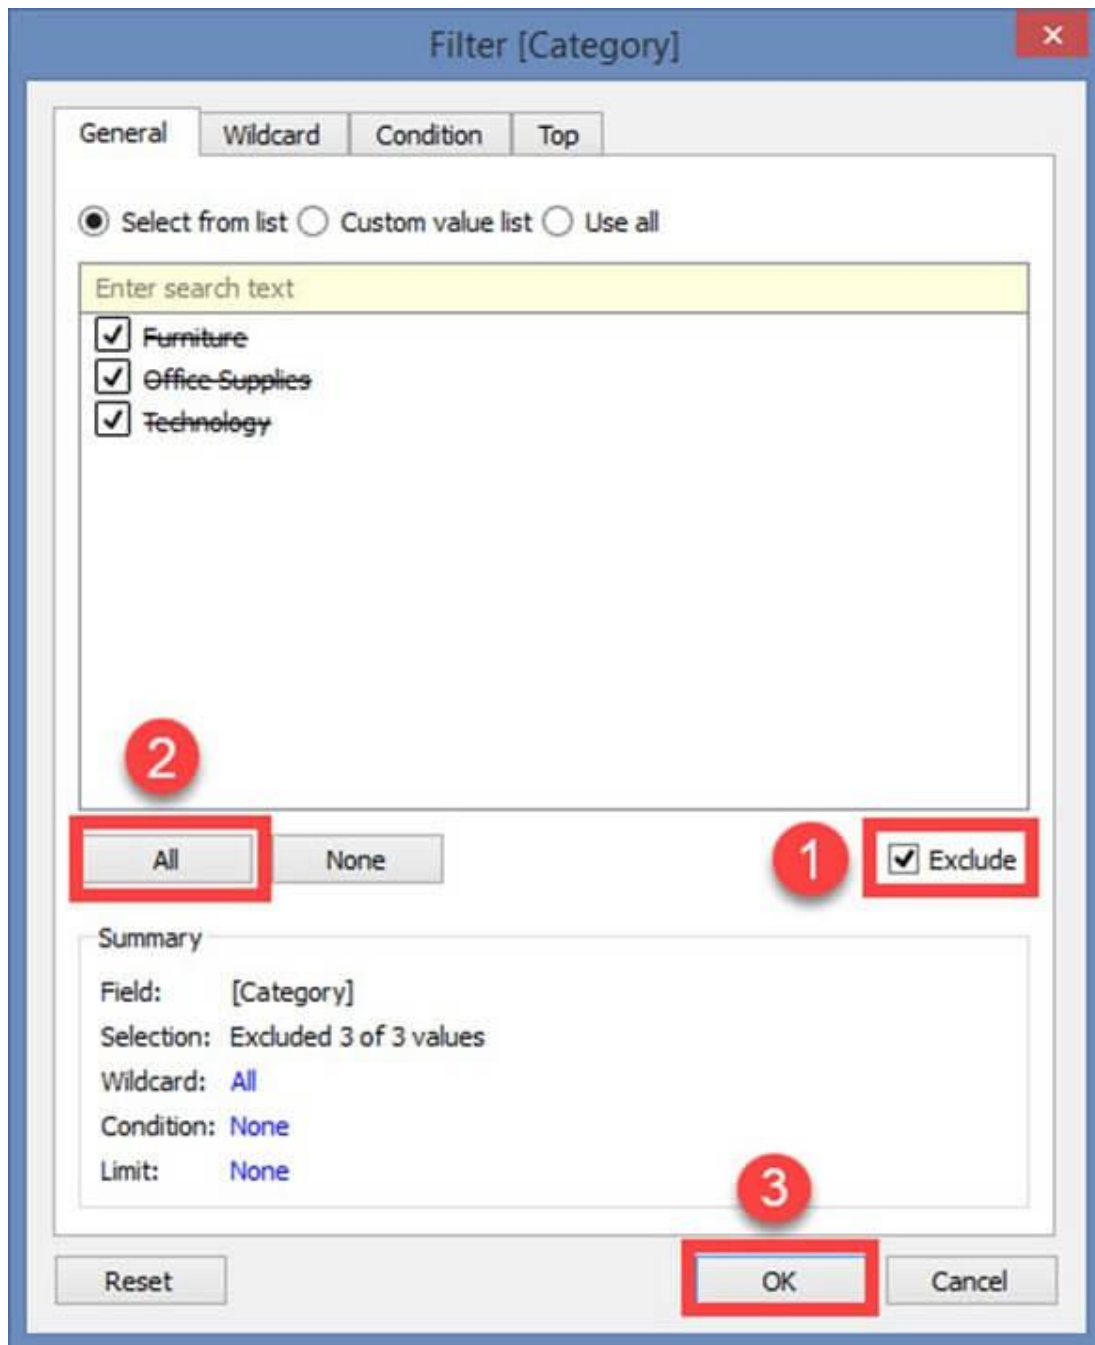 Filter [Category]
General Wildcard Condition Top
Select from list Custom value list Use all
Enter search text
Furniture
Office Supplies
Technology
2
All None 1 Exclude
Summary
Field: [Category]
Selection: Excluded 3 of 3 values
Wildcard: All
Condition: None
Limit: None
3
Reset OK Cancel